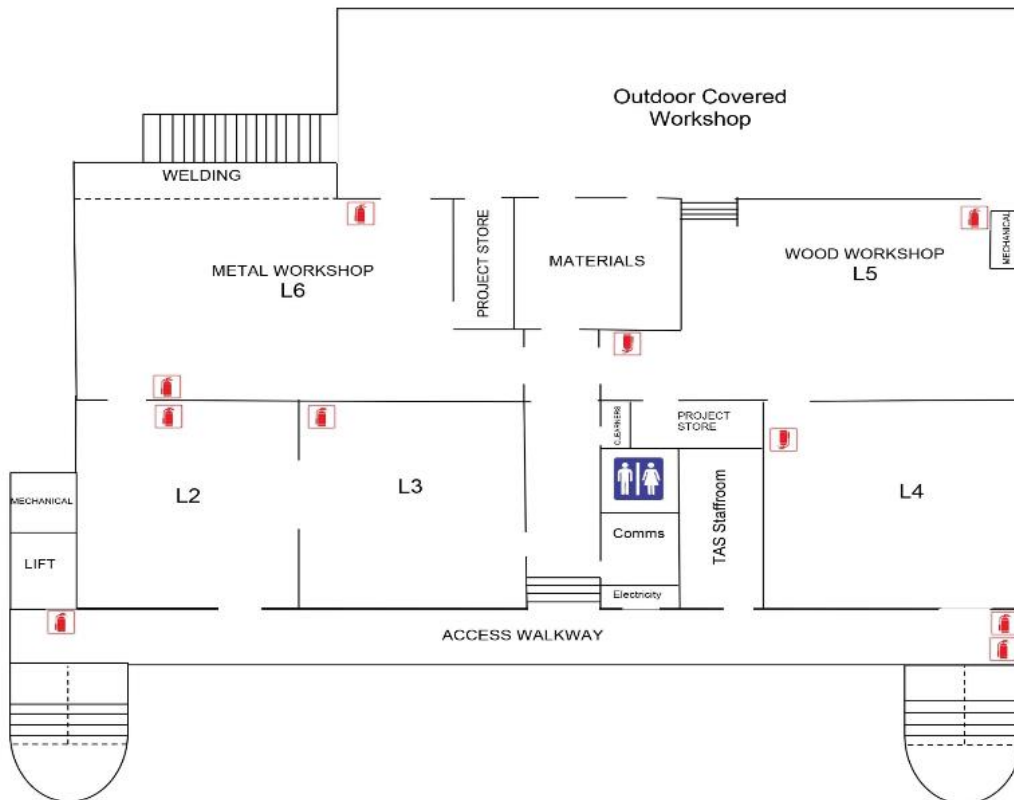 Outdoor Covered
Workshop
WELDING
METAL WORKSHOP
L6
PROJECT STORE
MATERIALS
WOOD WORKSHOP
L5
MECHANICAL
L2
L3
CLEARNERS
PROJECT
STORE
L4
MECHANICAL
LIFT
Comms
TAS Staffroom
Electricity
ACCESS WALKWAY